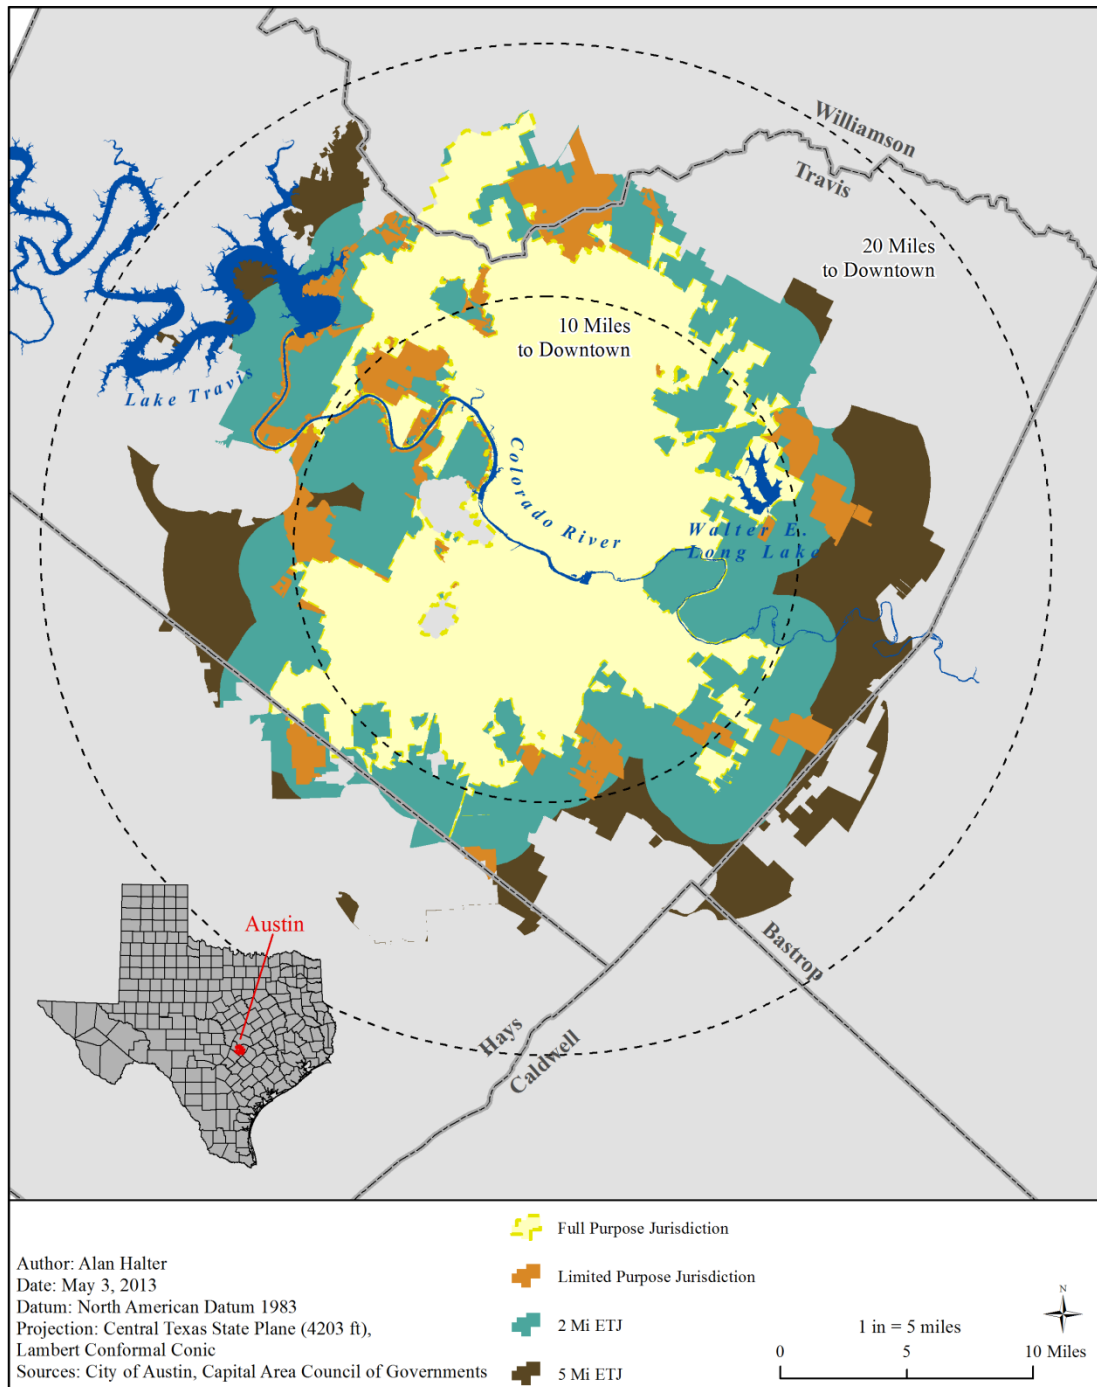 Williamson
Travis
20 Miles
to Downtown
10 Miles
to Downtown
Lake Travis
Colorado River
Walter E.
Long Lake
Austin
Bastrop
Hays
Caldwell
Author: Alan Halter
Date: May 3, 2013
Datum: North American Datum 1983
Projection: Central Texas State Plane (4203 ft),
Lambert Conformal Conic
Sources: City of Austin, Capital Area Council of Governments
Full Purpose Jurisdiction
Limited Purpose Jurisdiction
2 Mi ETJ
5 Mi ETJ
N
1 in = 5 miles
0 5 10 Miles